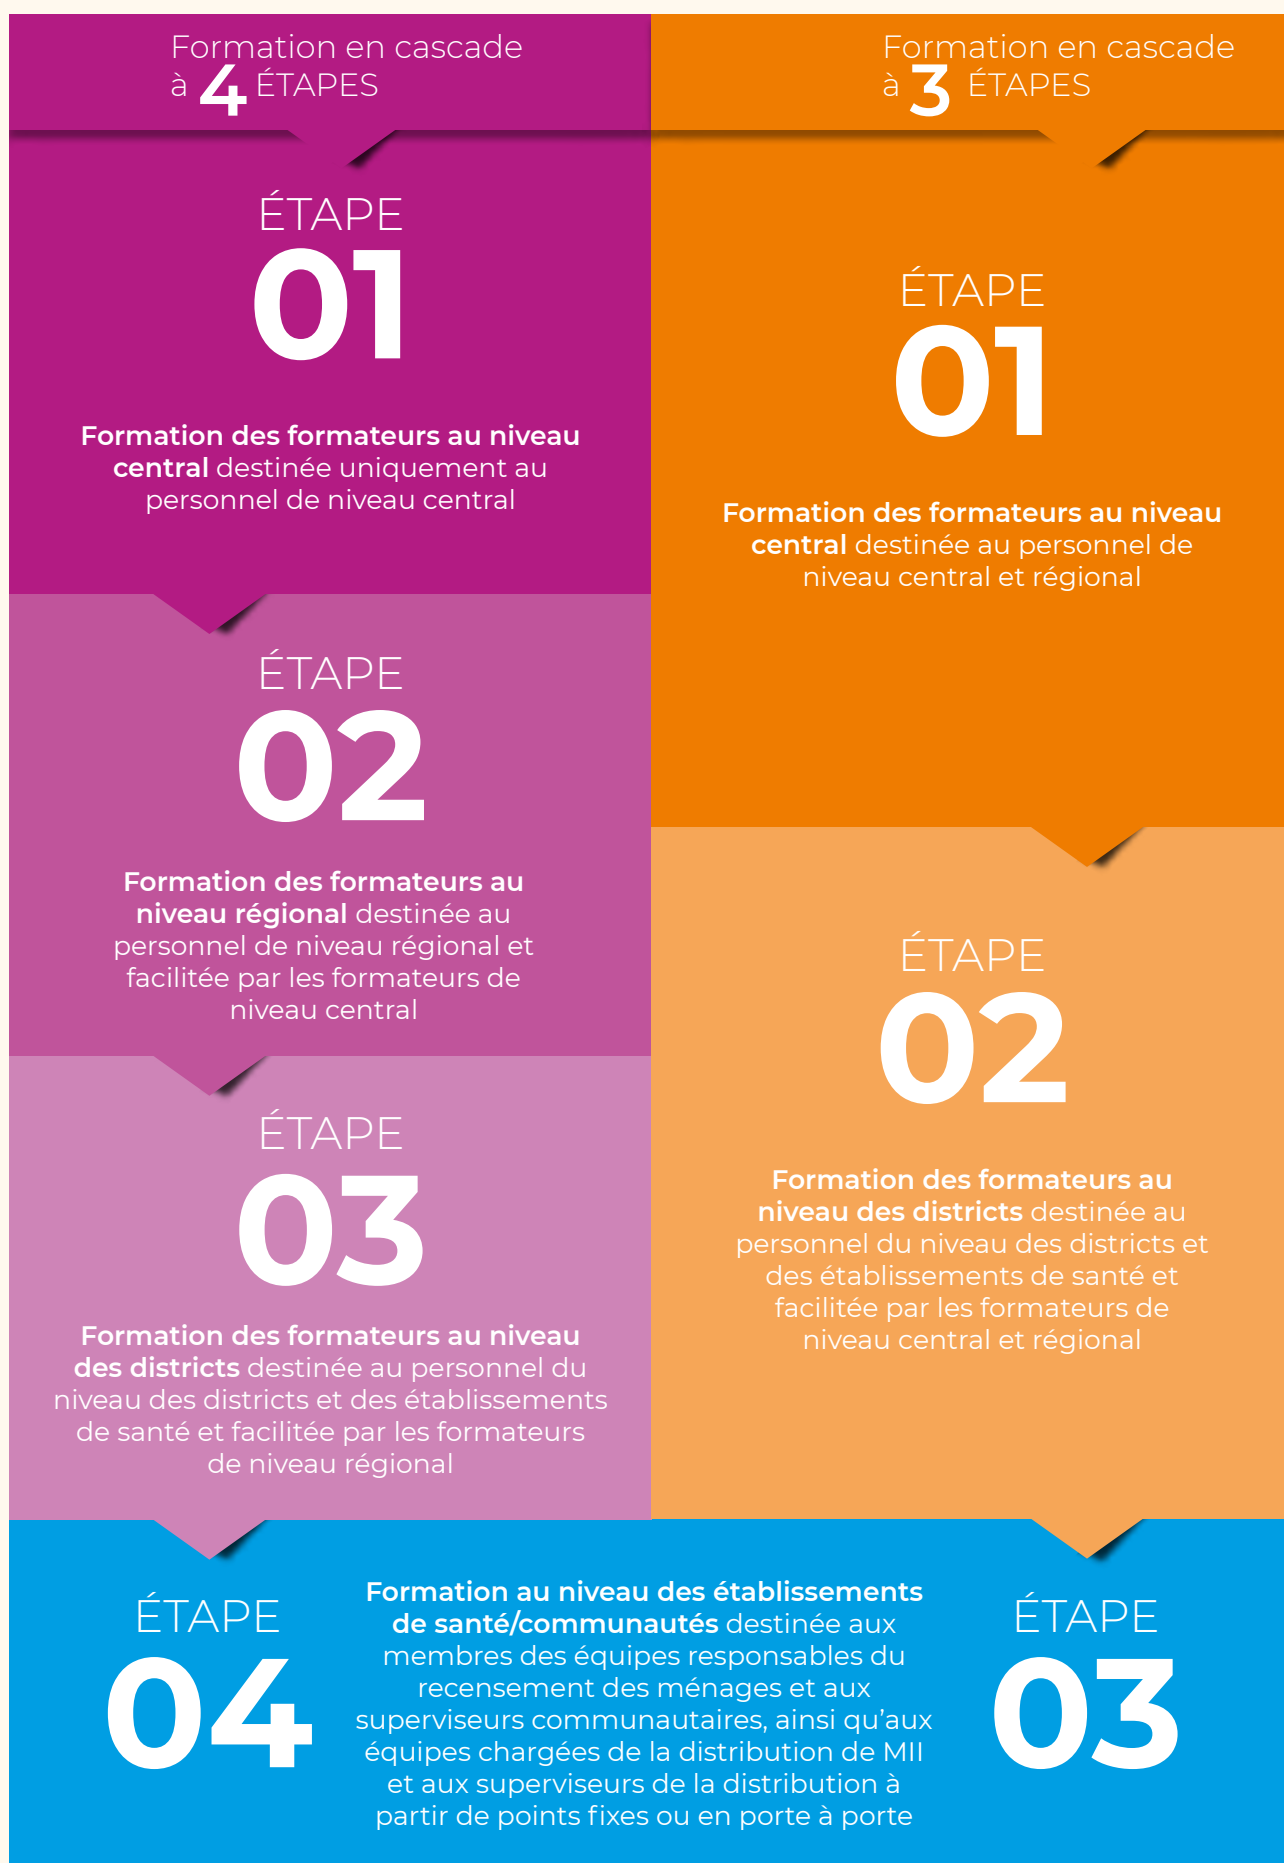 Formation en cascade
à 4 ÉTAPES
ÉTAPE
01
Formation des formateurs au niveau
central destinée uniquement au
personnel de niveau central
ÉTAPE
02
Formation des formateurs au
niveau régional destinée au
personnel de niveau régional et
facilitée par les formateurs de
niveau central
ÉTAPE
03
Formation des formateurs au niveau
des districts destinée au personnel du
niveau des districts et des établissements
de santé et facilitée par les formateurs
de niveau régional
Formation en cascade
à 3 ÉTAPES
ÉTAPE
01
Formation des formateurs au niveau
central destinée au personnel de
niveau central et régional
ÉTAPE
02
Formation des formateurs au
niveau des districts destinée au
personnel du niveau des districts et
des établissements de santé et
facilitée par les formateurs de
niveau central et régional
ÉTAPE
04
Formation au niveau des établissements
de santé/communautés destinée aux
membres des équipes responsables du
recensement des ménages et aux
superviseurs communautaires, ainsi qu’aux
équipes chargées de la distribution de MII
et aux superviseurs de la distribution à
partir de points fixes ou en porte à porte
ÉTAPE
03